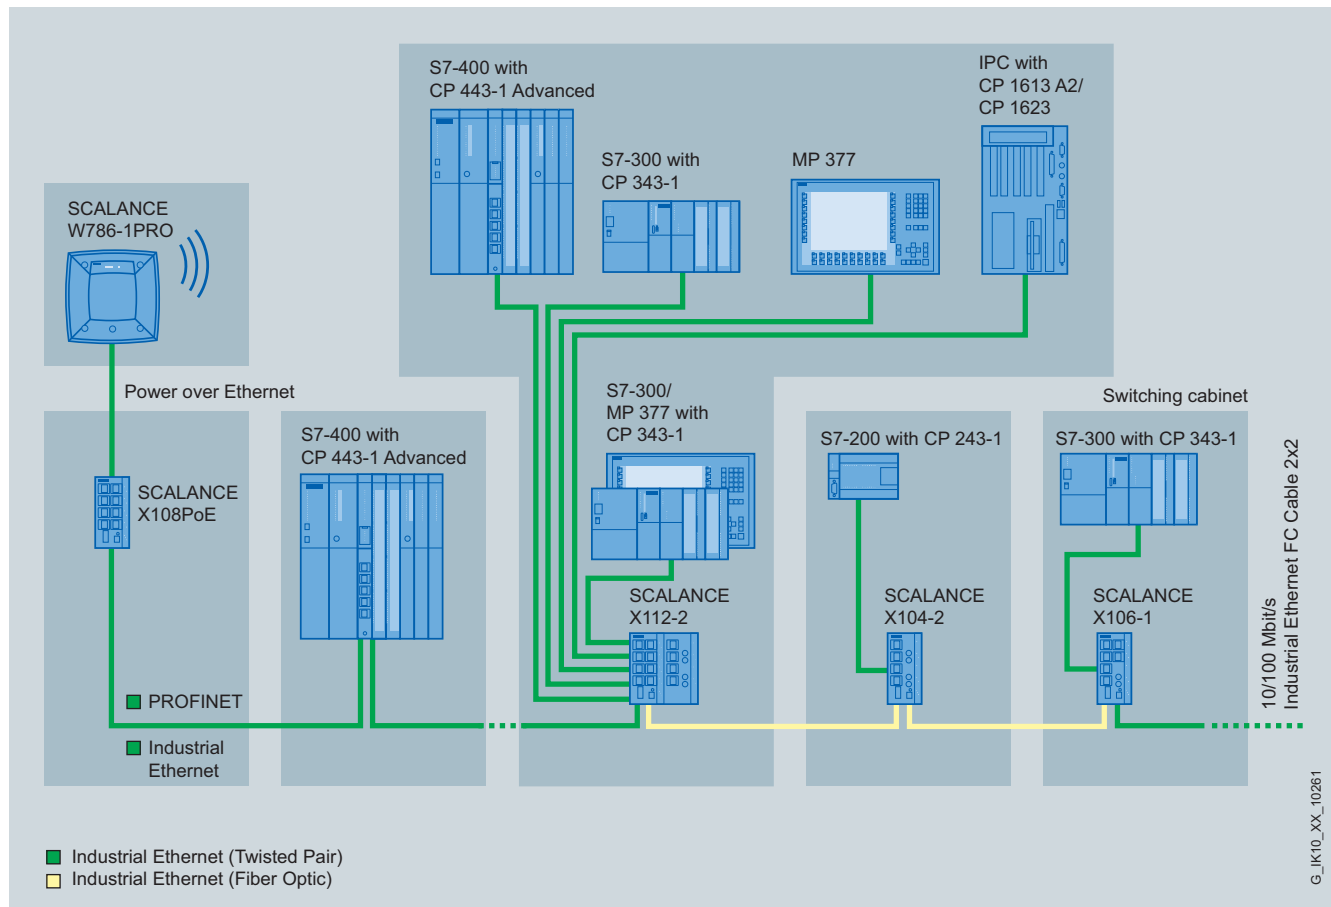 S7-400 with
CP 443-1 Advanced
IPC with
CP 1613 A2/
CP 1623
S7-300 with
CP 343-1
MP 377
SCALANCE
W786-1PRO
Power over Ethernet
S7-300/
MP 377 with
CP 343-1
Switching cabinet
S7-400 with
CP 443-1 Advanced
S7-200 with CP 243-1
S7-300 with CP 343-1
SCALANCE
X108PoE
SCALANCE
X112-2
SCALANCE
X104-2
SCALANCE
X106-1
10/100 Mbit/s
Industrial Ethernet FC Cable 2x2
PROFINET
Industrial
Ethernet
Industrial Ethernet (Twisted Pair)
Industrial Ethernet (Fiber Optic)
G_IK10_XX_10261